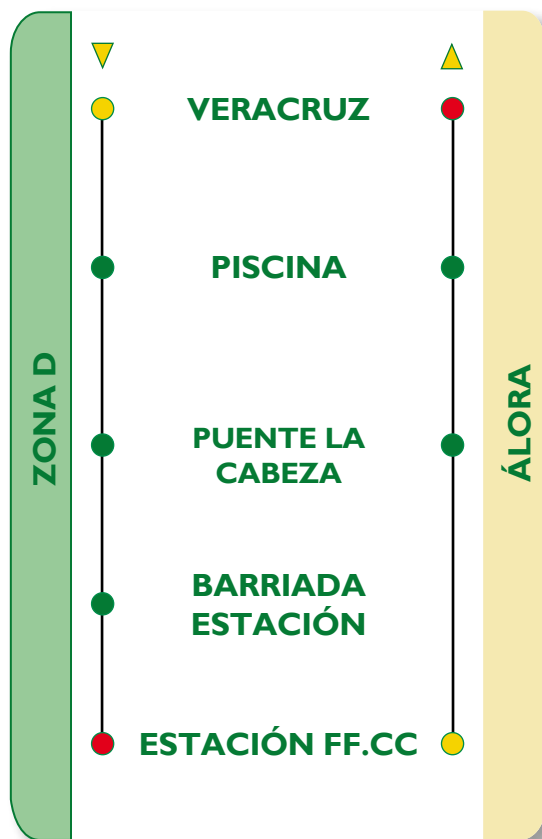 VERACRUZ
PISCINA
ZONA D
PUENTE LA
CABEZA
ÁLORA
BARRIADA
ESTACIÓN
ESTACIÓN FF.CC